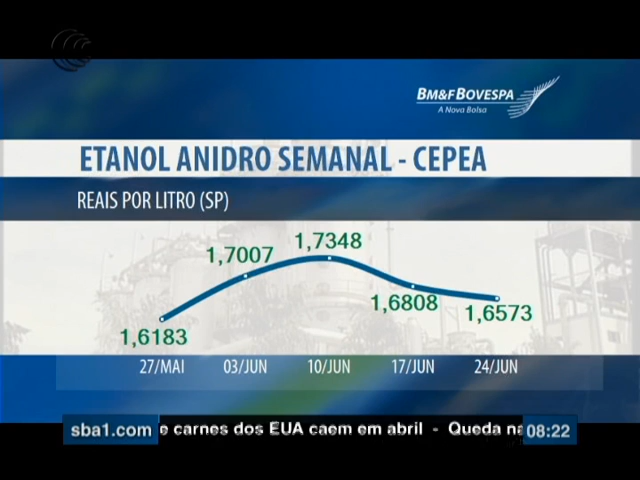 BM&FBOVESPA
A Nova Bolsa
ETANOL ANIDRO SEMANAL - CEPEA
REAIS POR LITRO (SP)
1,6183
1,7007
1,7348
1,6808
1,6573
27/MAI 03/JUN 10/JUN 17/JUN 24/JUN
sba1.com e carnes dos EUA caem em abril - Queda na 08:22